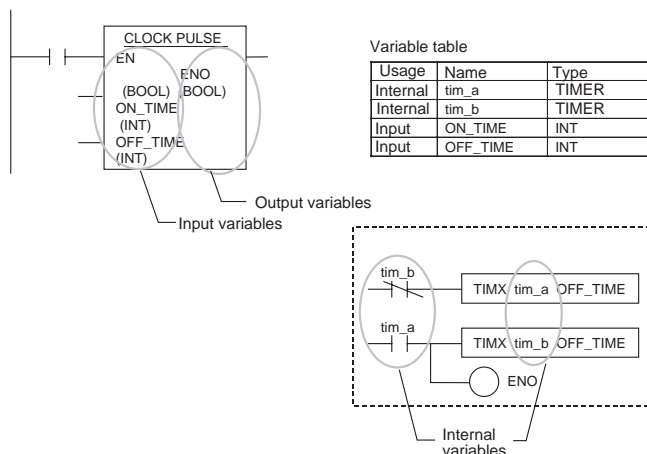 CLOCK PULSE
EN
ENO
(BOOL) (BOOL)
ON_TIME
(INT)
OFF_TIME
(INT)
Output variables
Input variables
Variable table
Usage Name Type
Internal tim_a TIMER
Internal tim_b TIMER
Input ON_TIME INT
Input OFF_TIME INT
tim_b
TIMX tim_a OFF_TIME
tim_a
TIMX tim_b OFF_TIME
ENO
Internal
variables